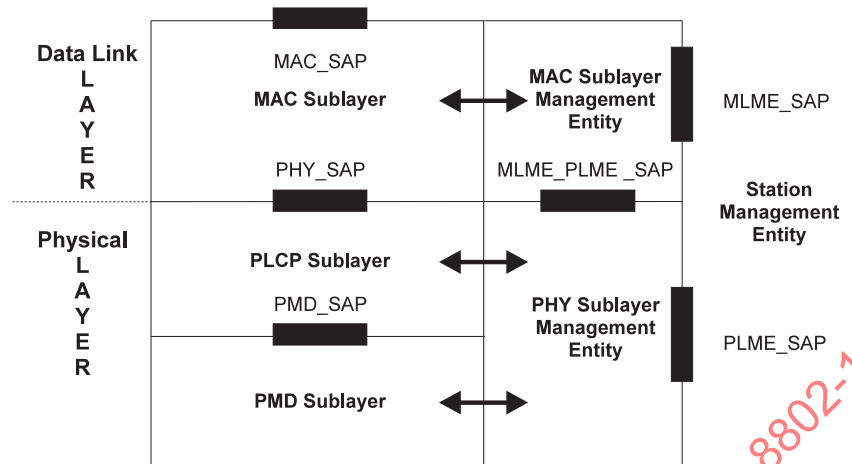 Data Link
L
A
Y
E
R
MAC_SAP
MAC Sublayer
MAC Sublayer
Management
Entity
MLME_SAP
PHY_SAP
MLME_PLME _SAP
Station
Management
Entity
Physical
L
A
Y
E
R
PLCP Sublayer
PMD_SAP
PHY Sublayer
Management
Entity
PLME_SAP
PMD Sublayer
8802-1